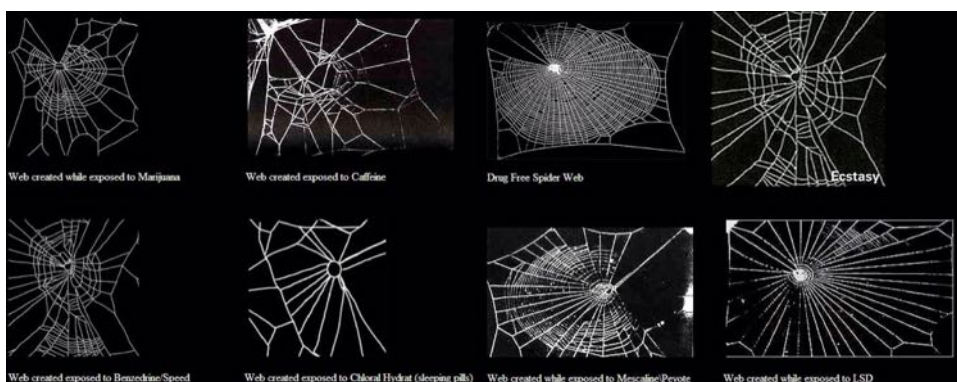 Web created while exposed to Marijuana
Web created exposed to Caffeine
Drug Free Spider Web
Ecstasy
Web created exposed to Benzedrine/Speed
Web created exposed to Chloral Hydrat (sleeping pills)
Web created while exposed to Mescaline\Peyote
Web created while exposed to LSD